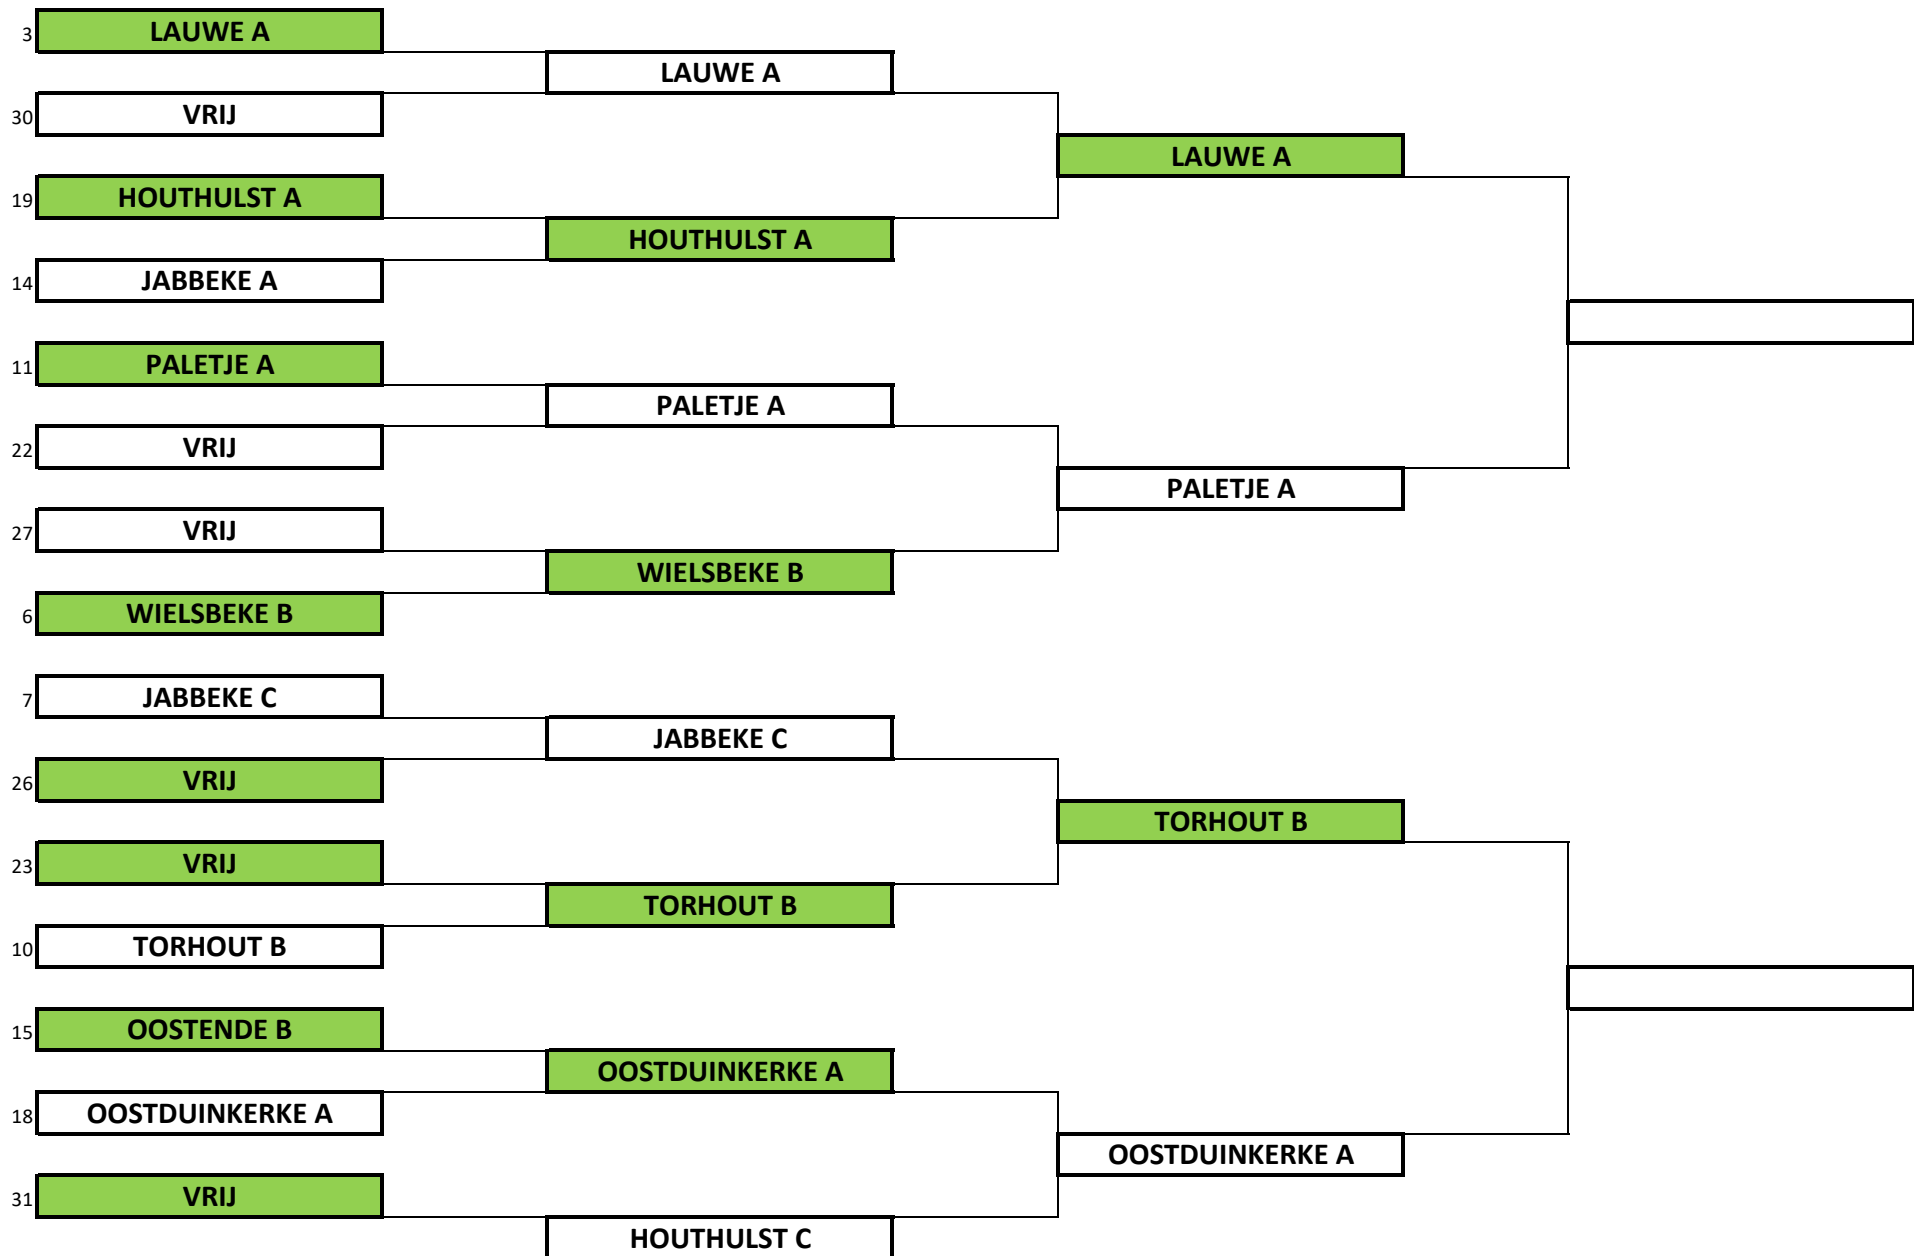 3 LAUWE A
LAUWE A
30 VRIJ
LAUWE A
19 HOUTHULST A
HOUTHULST A
14 JABBEKE A
11 PALETJE A
PALETJE A
22 VRIJ
PALETJE A
27 VRIJ
WIELSBEKE B
6 WIELSBEKE B
7 JABBEKE C
JABBEKE C
26 VRIJ
TORHOUT B
23 VRIJ
TORHOUT B
10 TORHOUT B
15 OOSTENDE B
OOSTDUINKERKE A
18 OOSTDUINKERKE A
OOSTDUINKERKE A
31 VRIJ
HOUTHULST C